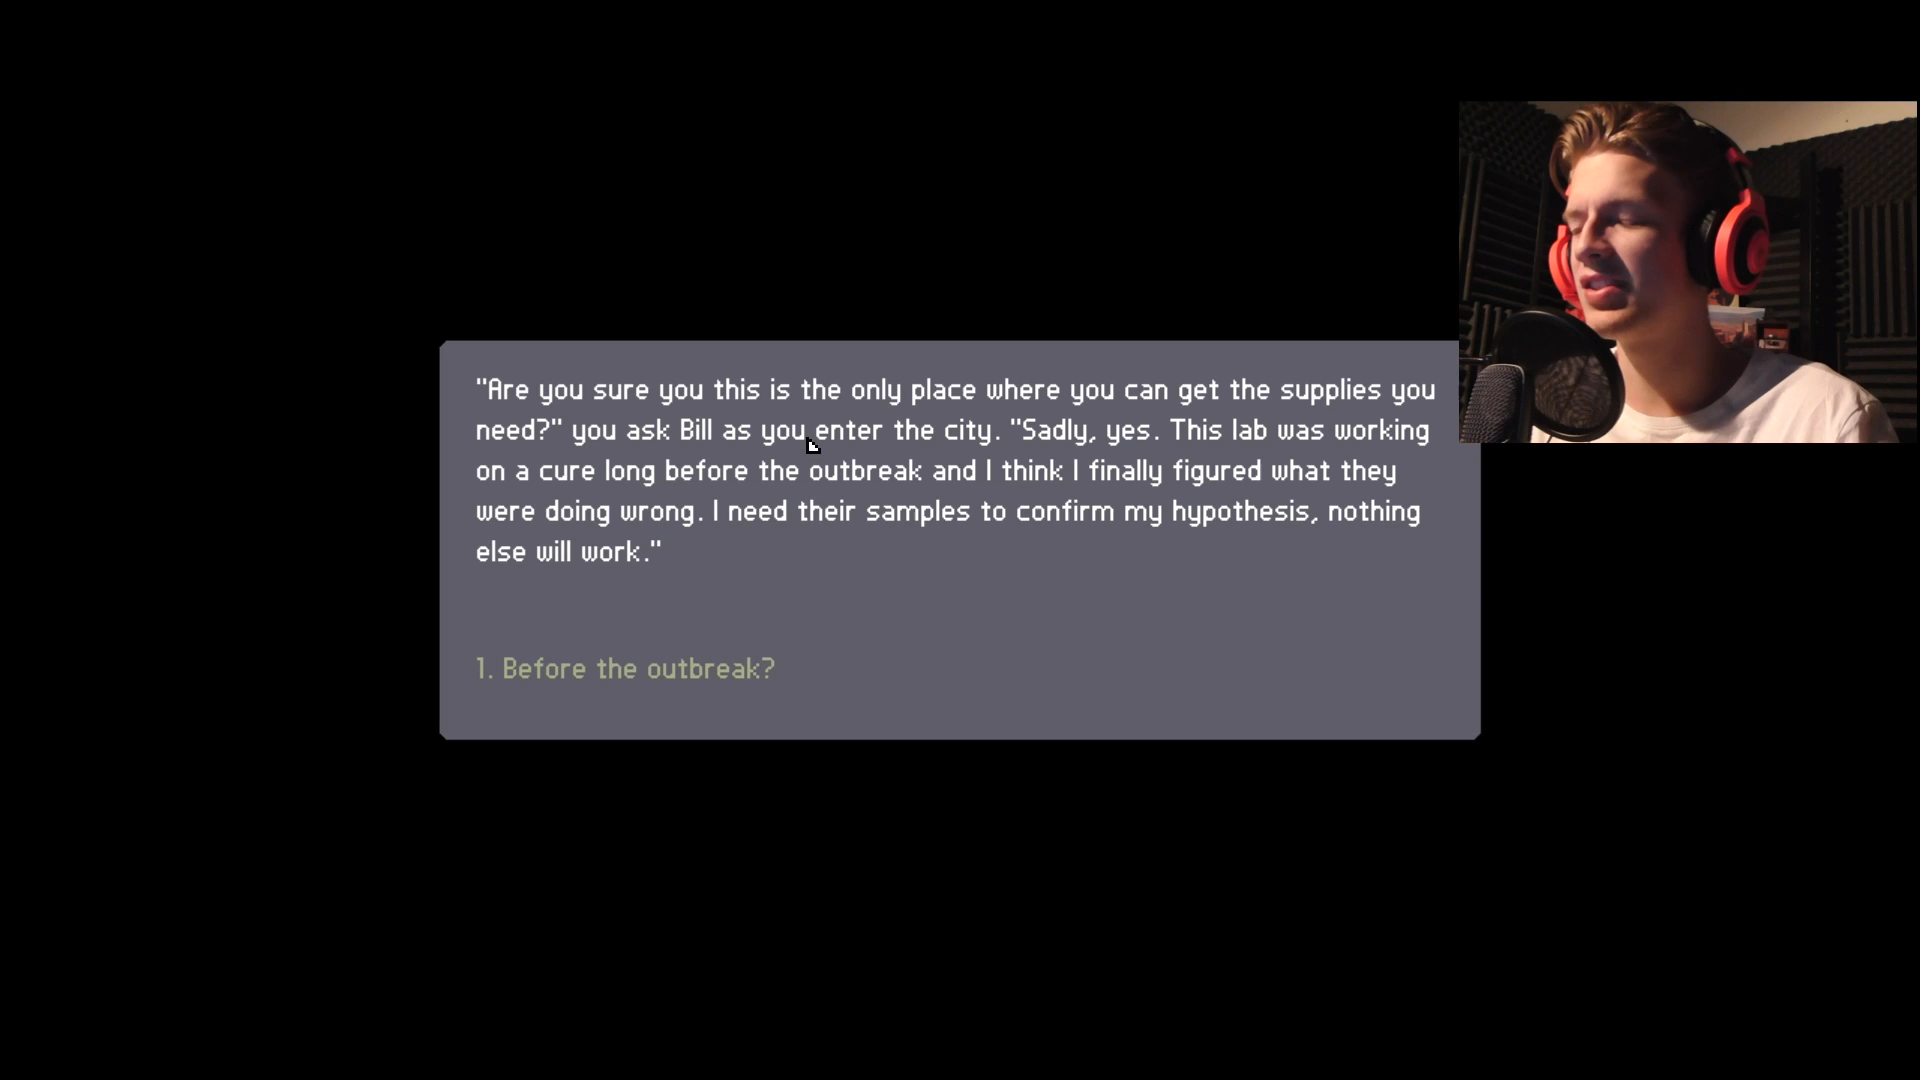 "Are you sure you this is the only place where you can get the supplies you
need?" you ask Bill as you enter the city. "Sadly, yes. This lab was working
on a cure long before the outbreak and I think I finally figured what they
were doing wrong. I need their samples to confirm my hypothesis, nothing
else will work."
1. Before the outbreak?